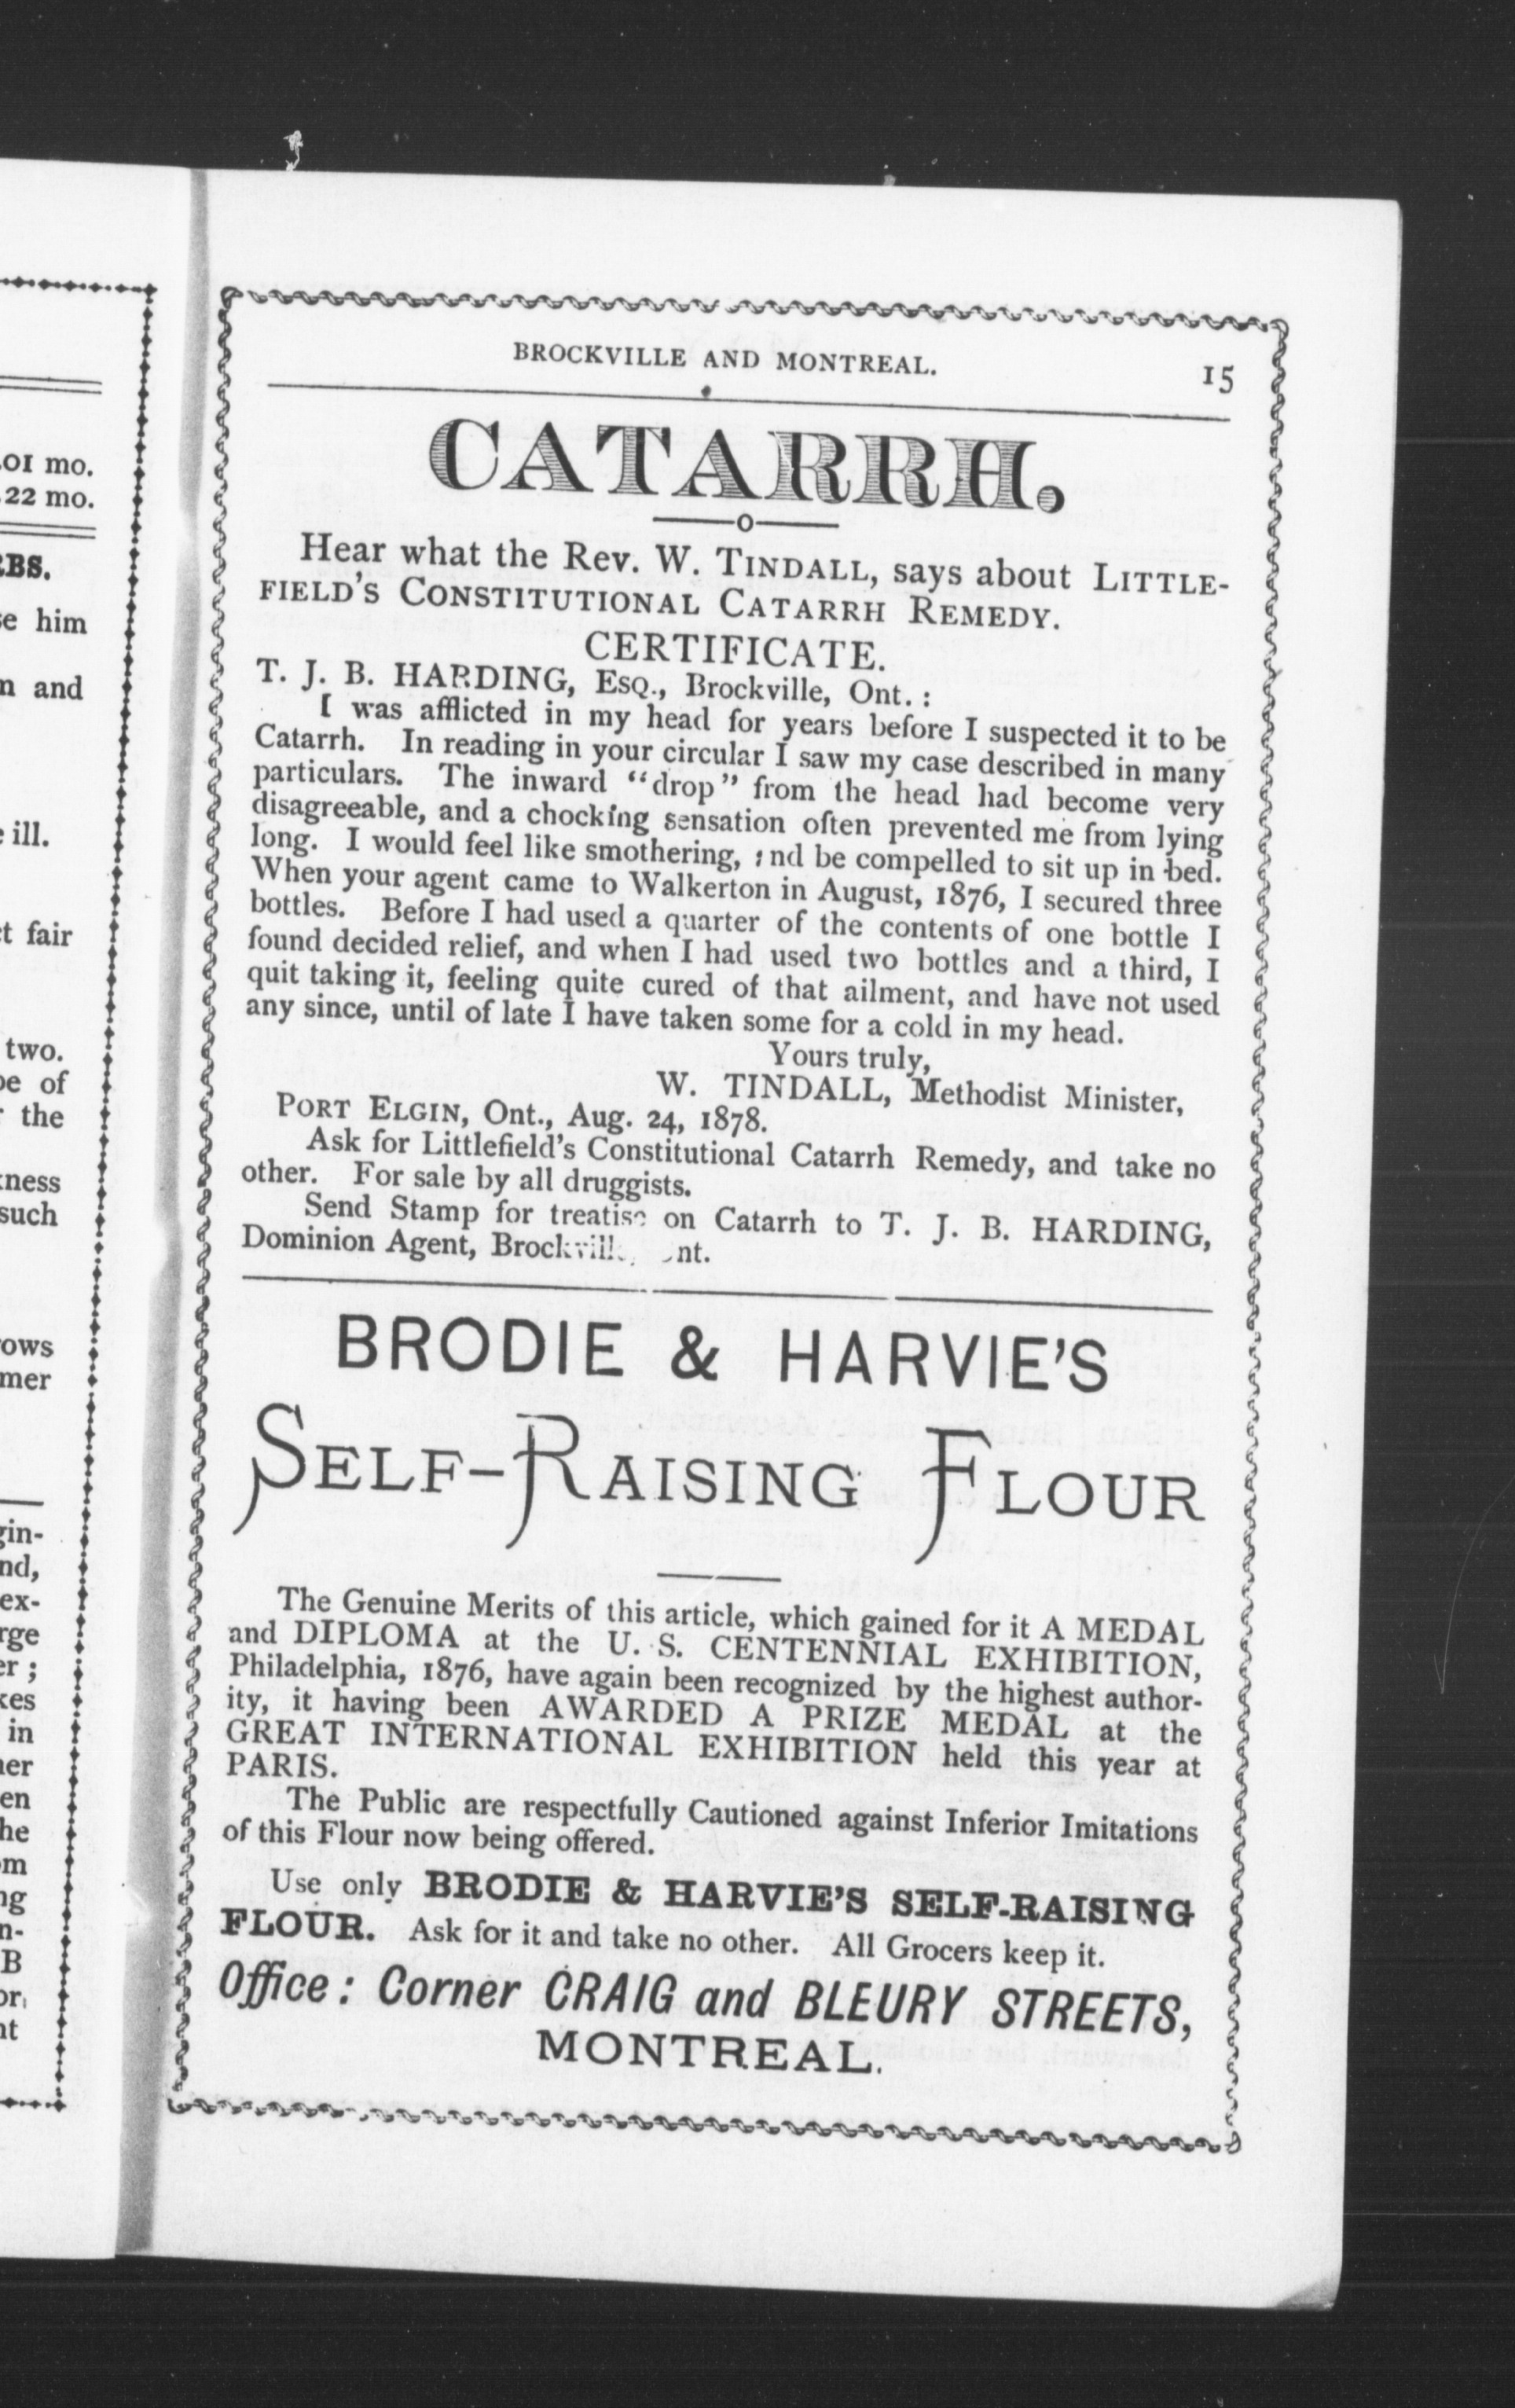 .01 mo.
.22 mo.
him
and
ill.
fair
two.
of
the
such
in
BROCKVILLE AND MONTREAL. 15
CATARRH.
Hear what the Rev. W. TINDALL, says about LITTLE-
FIELD'S CONSTITUTIONAL CATARRH REMEDY.
CERTIFICATE.
T. J. B. HARDING, ESQ., Brockville, Ont. :
I was afflicted in my head for years before I suspected it to be
Catarrh. In reading in your circular I saw my case described in many
particulars. The inward "drop" from the head had become very
disagreeable, and a chocking sensation often prevented me from lying
long. I would feel like smothering, and be compelled to sit up in bed.
When your agent came to Walkerton in August, 1876, I secured three
bottles. Before I had used a quarter of the contents of one bottle I
found decided relief, and when I had used two bottles and a third, I
quit taking it, feeling quite cured of that ailment, and have not used
any since, until of late I have taken some for a cold in my head.
Yours truly,
W. TINDALL, Methodist Minister,
PORT ELGIN, Ont., Aug. 24, 1878.
Ask for Littlefield's Constitutional Catarrh Remedy, and take no
other. For sale by all druggists.
Send Stamp for treatise on Catarrh to T. J. B. HARDING,
Dominion Agent, Brockville, Ont.
BRODIE & HARVIE'S
SELF-RAISING FLOUR
The Genuine Merits of this article, which gained for it A MEDAL
and DIPLOMA at the U. S. CENTENNIAL EXHIBITION,
Philadelphia, 1876, have again been recognized by the highest author-
ity, it having been AWARDED A PRIZE MEDAL at the
GREAT INTERNATIONAL EXHIBITION held this year at
PARIS.
The Public are respectfully Cautioned against Inferior Imitations
of this Flour now being offered.
Use only BRODIE & HARVIE'S SELF-RAISING
FLOUR. Ask for it and take no other. All Grocers keep it.
Office : Corner CRAIG and BLEURY STREETS,
MONTREAL.